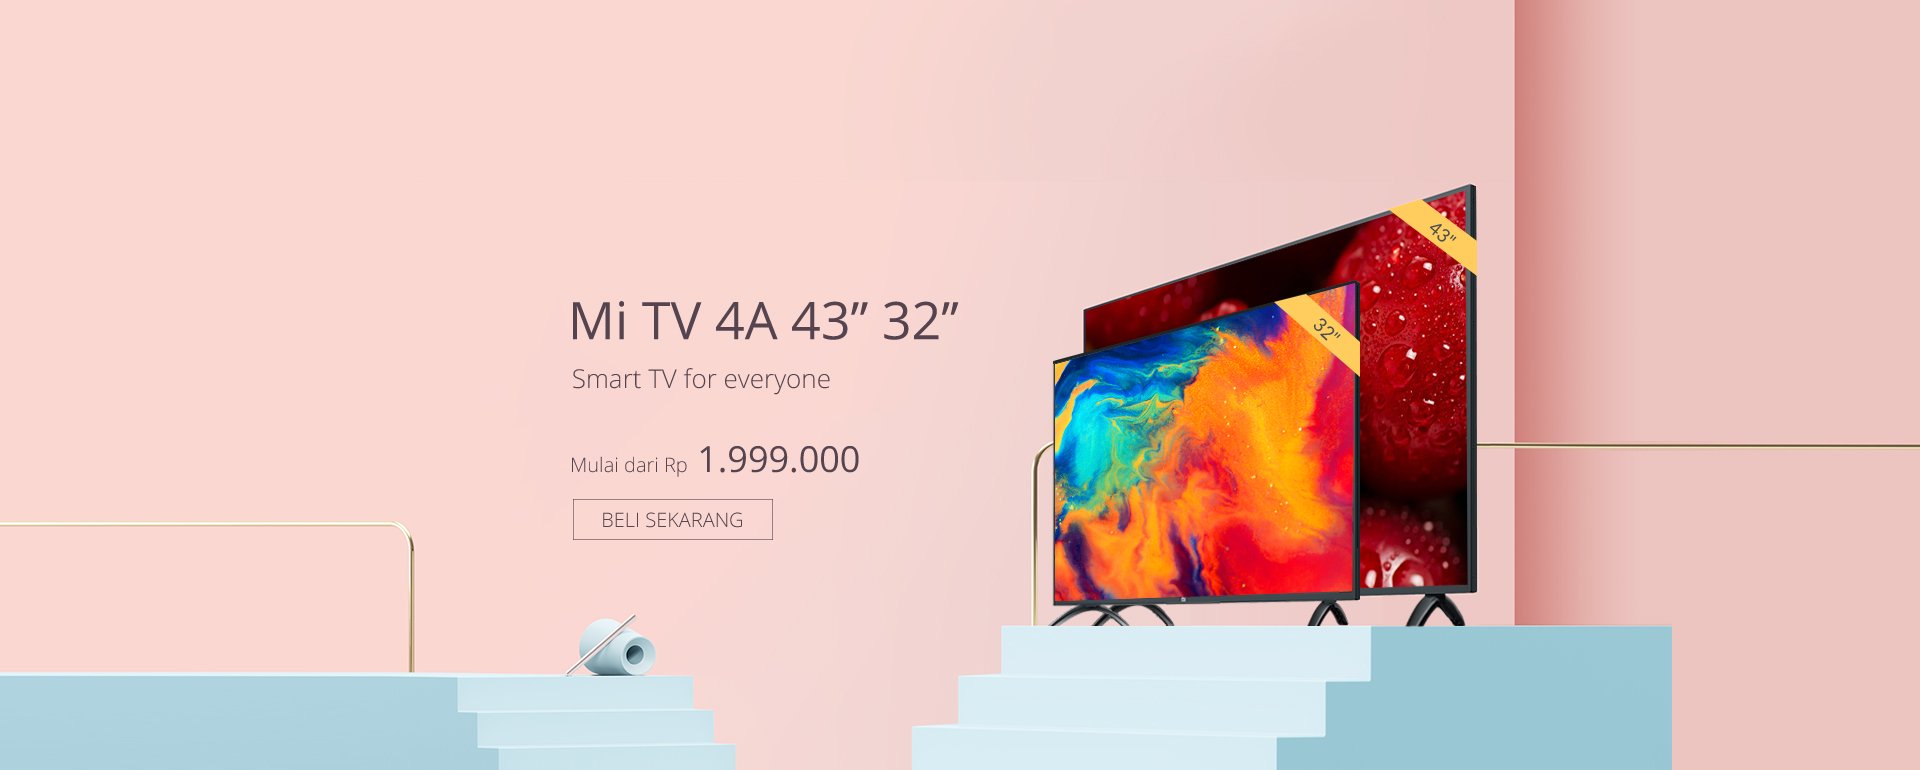 Mi TV 4A 43” 32”
Smart TV for everyone
Mulai dari Rp 1.999.000
BELI SEKARANG
43"
32"